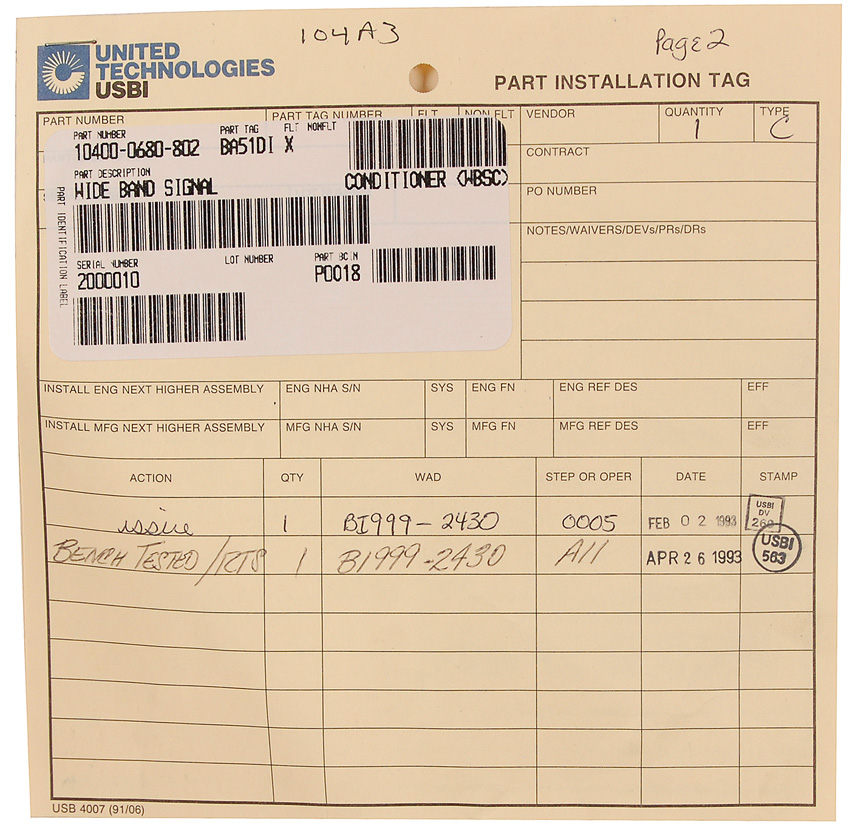 104A3
Page 2
UNITED
TECHNOLOGIES
USBI
PART INSTALLATION TAG
PART NUMBER PART TAG NUMBER FLT NON FLT VENDOR QUANTITY TYPE
1 C
PART NUMBER PART TAG FLT NONFLT
10400-0680-802 BA51DI X
CONTRACT
PART DESCRIPTION
WIDE BAND SIGNAL CONDITIONER (WBSC)
PO NUMBER
PART IDENTIFICATION LABEL
NOTES/WAIVERS/DEVs/PRs/DRs
SERIAL NUMBER LOT NUMBER PART BC N
2000010 P0018
INSTALL ENG NEXT HIGHER ASSEMBLY ENG NHA S/N SYS ENG FN ENG REF DES EFF
INSTALL MFG NEXT HIGHER ASSEMBLY MFG NHA S/N SYS MFG FN MFG REF DES EFF
ACTION QTY WAD STEP OR OPER DATE STAMP
issue 1 BI999-2430 0005 FEB 02 1993 USBI DV
BENCH TESTED/RTS 1 BI999-2430 All APR 26 1993 USBI 563
USB 4007 (91/06)